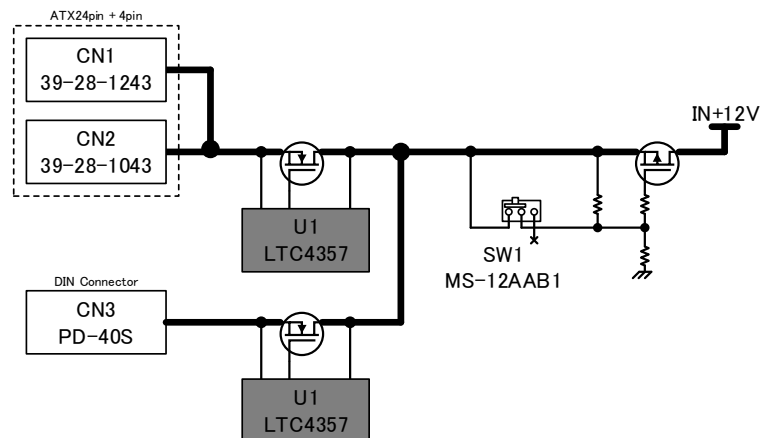 ATX24pin + 4pin
CN1
39-28-1243
CN2
39-28-1043
IN+12V
U1
LTC4357
SW1
MS-12AAB1
DIN Connector
CN3
PD-40S
U1
LTC4357